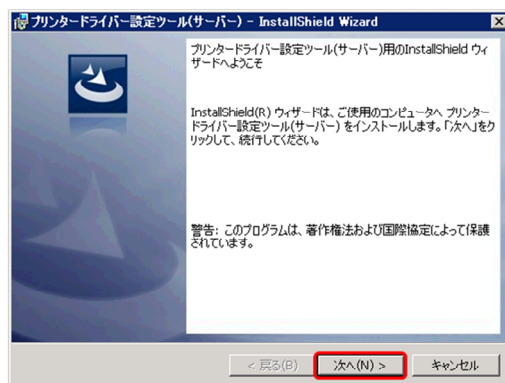 プリンタードライバー設定ツール(サーバー) - InstallShield Wizard
プリンタードライバー設定ツール(サーバー)用のInstallShield ウィ
ザードへようこそ
InstallShield(R) ウィザードは、ご使用のコンピュータへ プリンター
ドライバー設定ツール(サーバー) をインストールします。「次へ」をク
リックして、続行してください。
警告: このプログラムは、著作権法および国際協定によって保護
されています。
< 戻る(B)
次へ(N) >
キャンセル